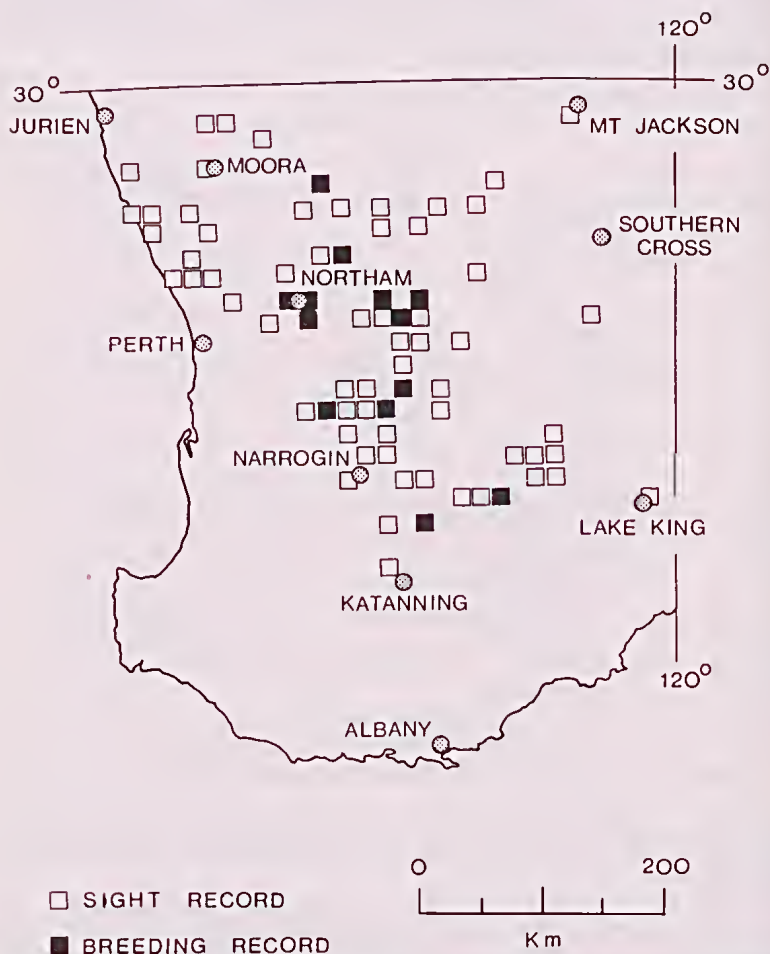 120°
30°
30°
JURIEN
MT JACKSON
MOORA
SOUTHERN
CROSS
NORTHAM
PERTH
NARROGIN
LAKE KING
KATANNING
120°
ALBANY
0 200
SIGHT RECORD
Km
BREEDING RECORD